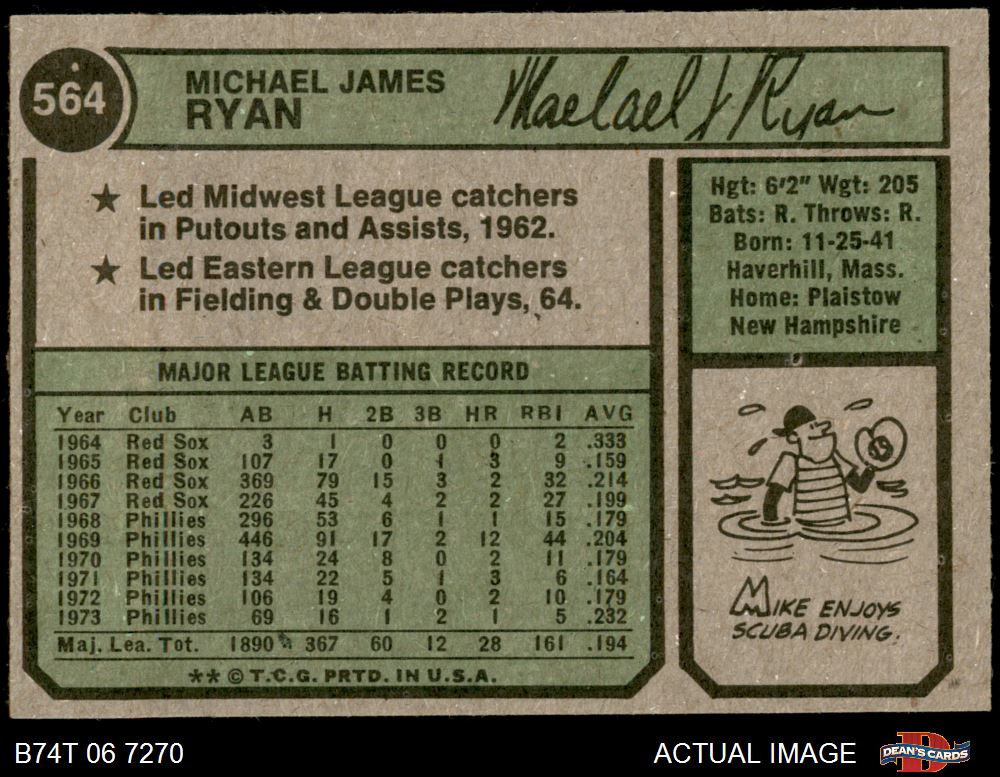 564
MICHAEL JAMES
RYAN
Michael J Ryan
★ Led Midwest League catchers
in Putouts and Assists, 1962.
★ Led Eastern League catchers
in Fielding & Double Plays, 64.
Hgt: 6'2" Wgt: 205
Bats: R. Throws: R.
Born: 11-25-41
Haverhill, Mass.
Home: Plaistow
New Hampshire
MAJOR LEAGUE BATTING RECORD
Year Club AB H 2B 3B HR RBI AVG
1964 Red Sox 3 1 0 0 0 2 .333
1965 Red Sox 107 17 0 1 3 9 .159
1966 Red Sox 369 79 15 3 2 32 .214
1967 Red Sox 226 45 4 2 2 27 .199
1968 Phillies 296 53 6 1 1 15 .179
1969 Phillies 446 91 17 2 12 44 .204
1970 Phillies 134 24 8 0 2 11 .179
1971 Phillies 134 22 5 1 3 6 .164
1972 Phillies 106 19 4 0 2 10 .179
1973 Phillies 69 16 1 2 1 5 .232
Maj. Lea. Tot. 1890 367 60 12 28 161 .194
** © T.C.G. PRTD. IN U.S.A.
MIKE ENJOYS
SCUBA DIVING.
B74T 06 7270
ACTUAL IMAGE
DEAN'S CARDS